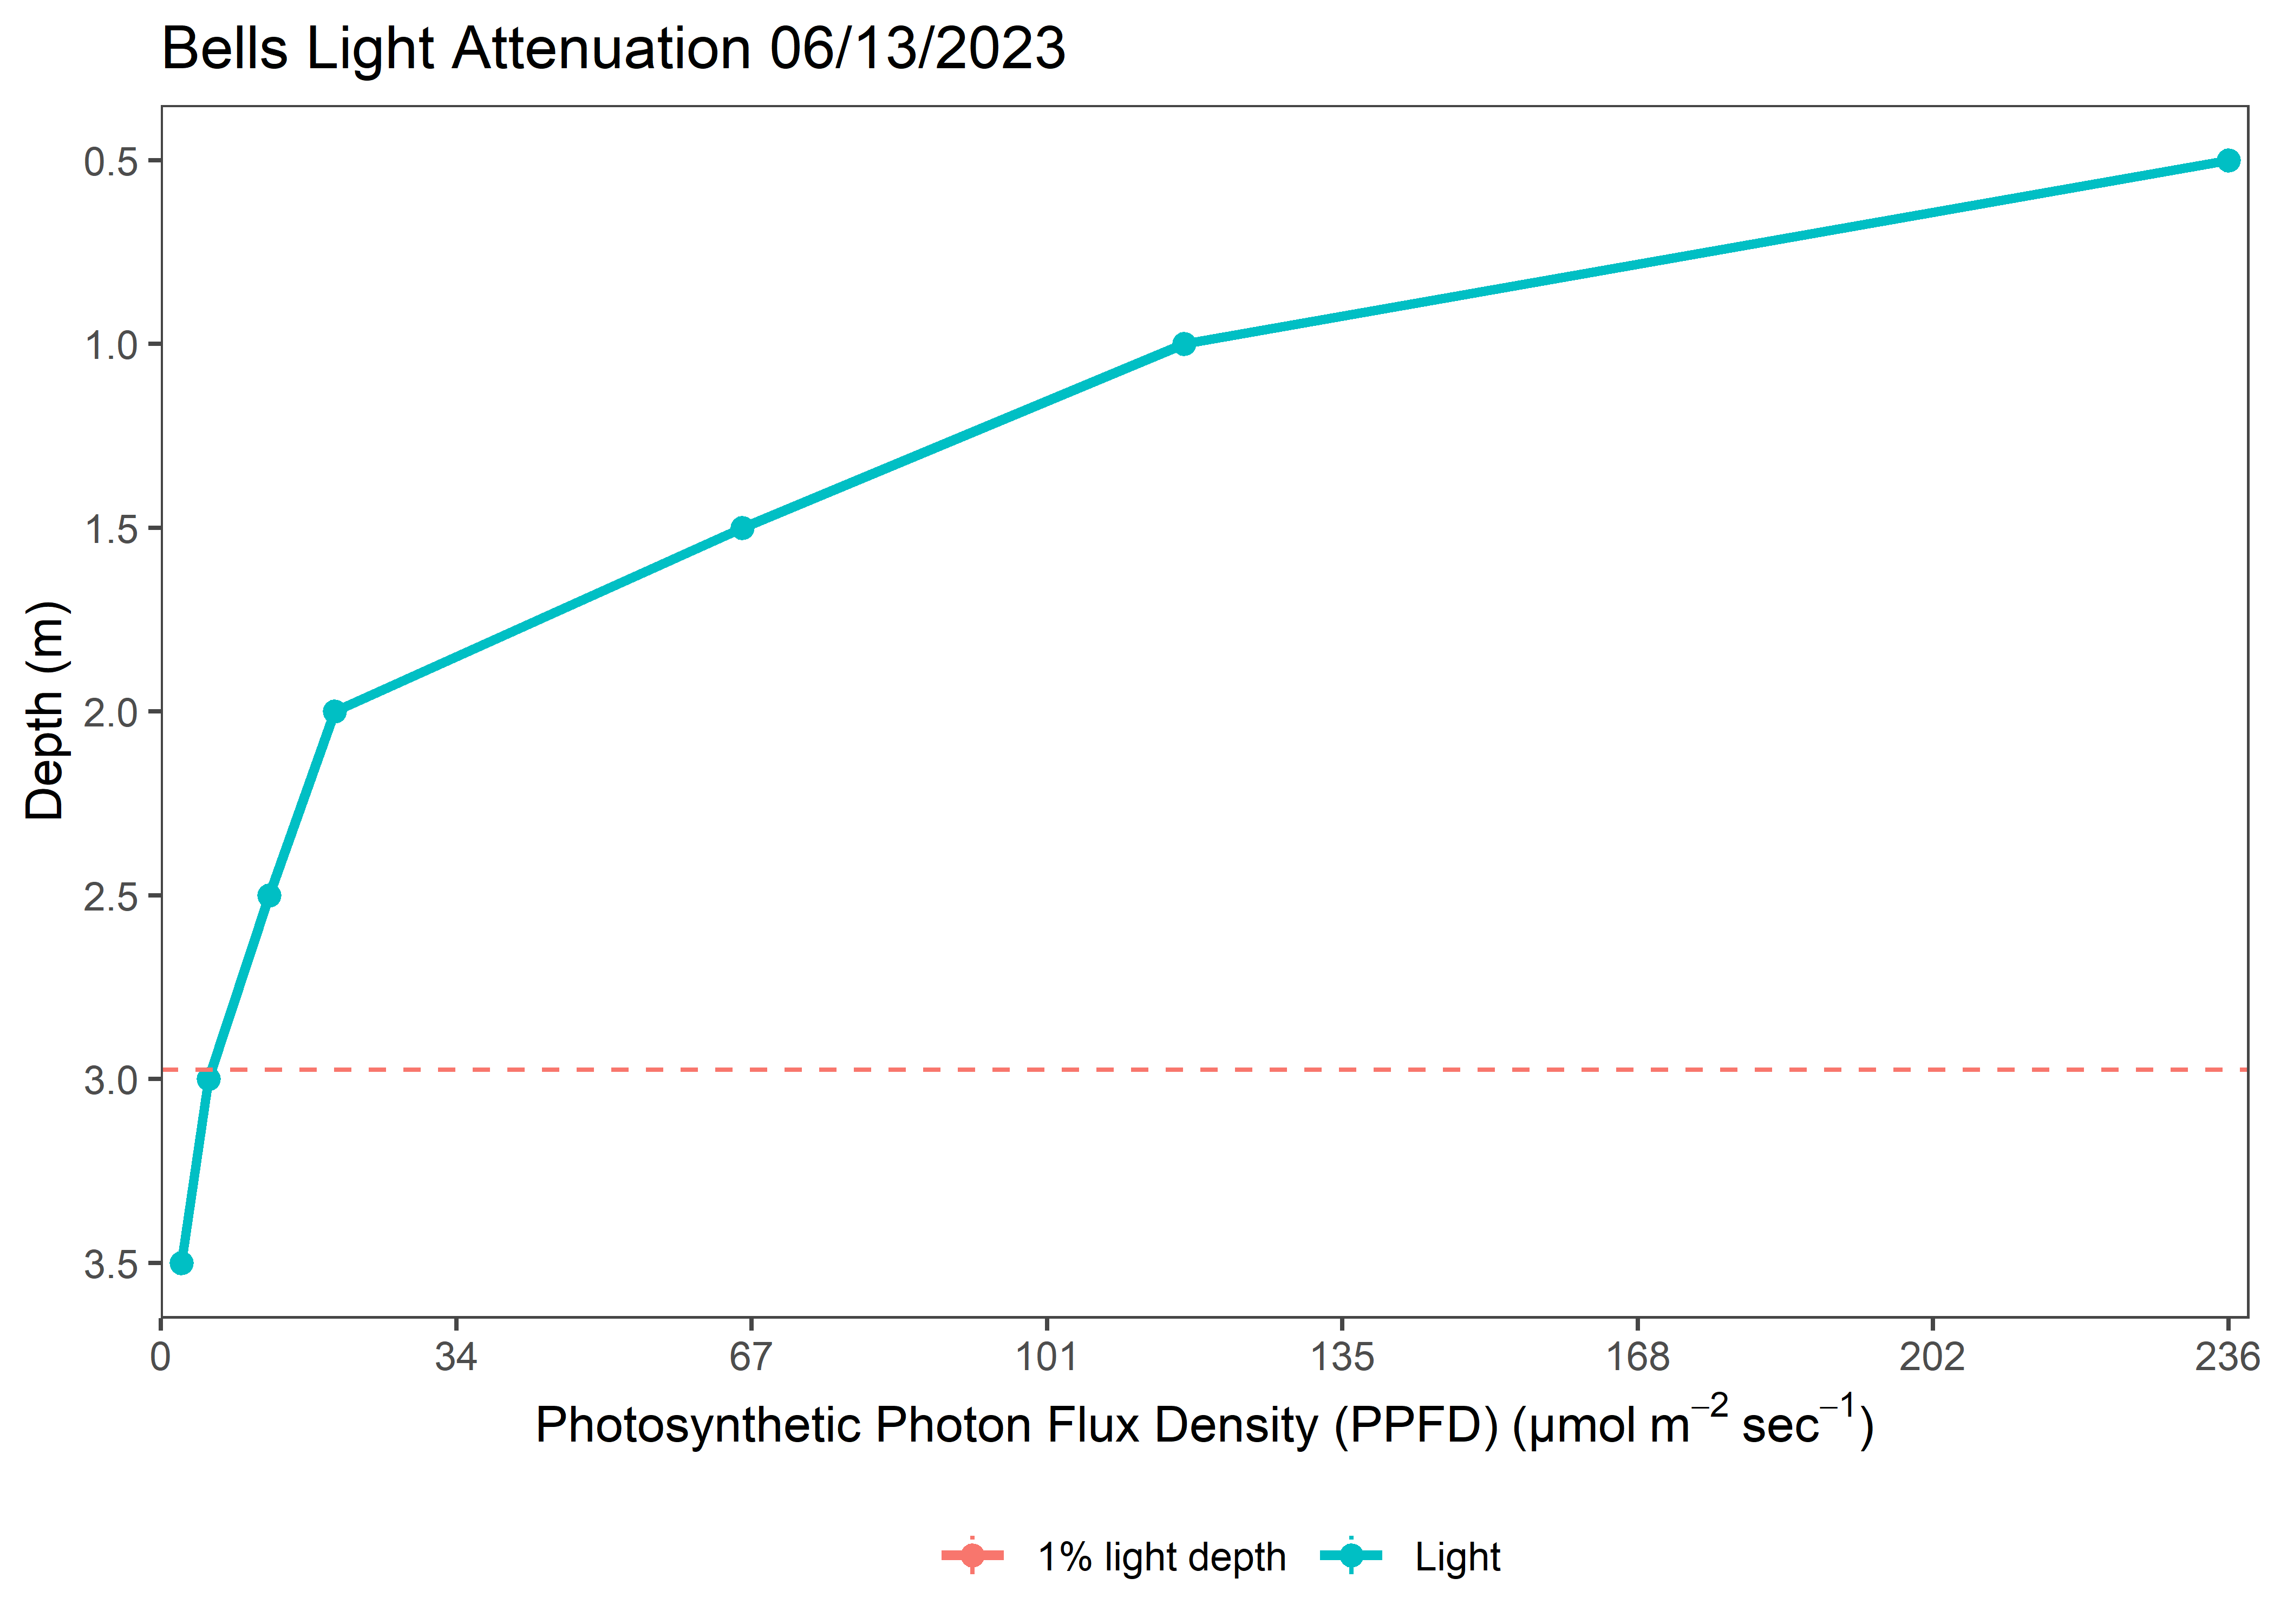 Bells Light Attenuation 06/13/2023
0.5
1.0
1.5
2.0
2.5
3.0
3.5
Depth (m)
0 34 67 101 135 168 202 236
Photosynthetic Photon Flux Density (PPFD) (μmol m⁻² sec⁻¹)
1% light depth Light